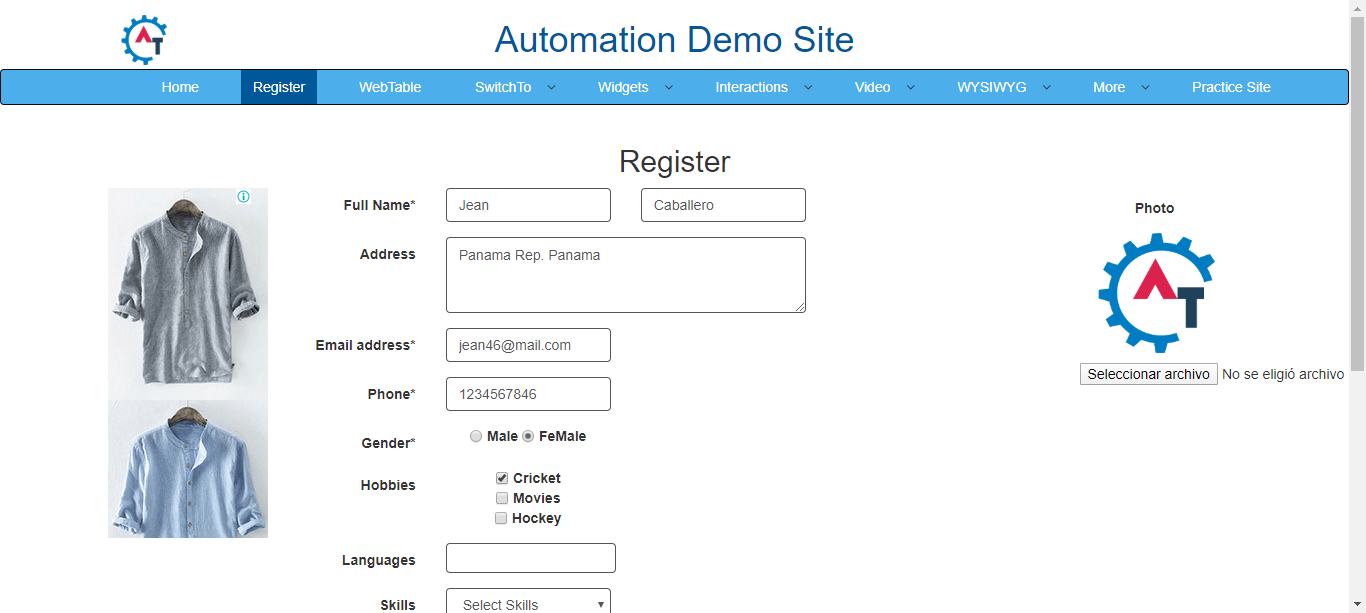 AT
Automation Demo Site
Home Register WebTable SwitchTo Widgets Interactions Video WYSIWYG More Practice Site
Register
Full Name* Jean Caballero
Photo
Address Panama Rep. Panama
AT
Email address* jean46@mail.com
Seleccionar archivo No se eligió archivo
Phone* 1234567846
Gender* Male FeMale
Hobbies Cricket
Movies
Hockey
Languages
Skills Select Skills